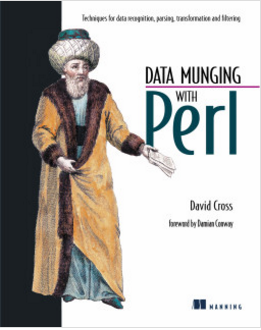 Techniques for data recognition, parsing, transformation and filtering
DATA MUNGING
WITH
Perl
David Cross
foreword by Damian Conway
MANNING